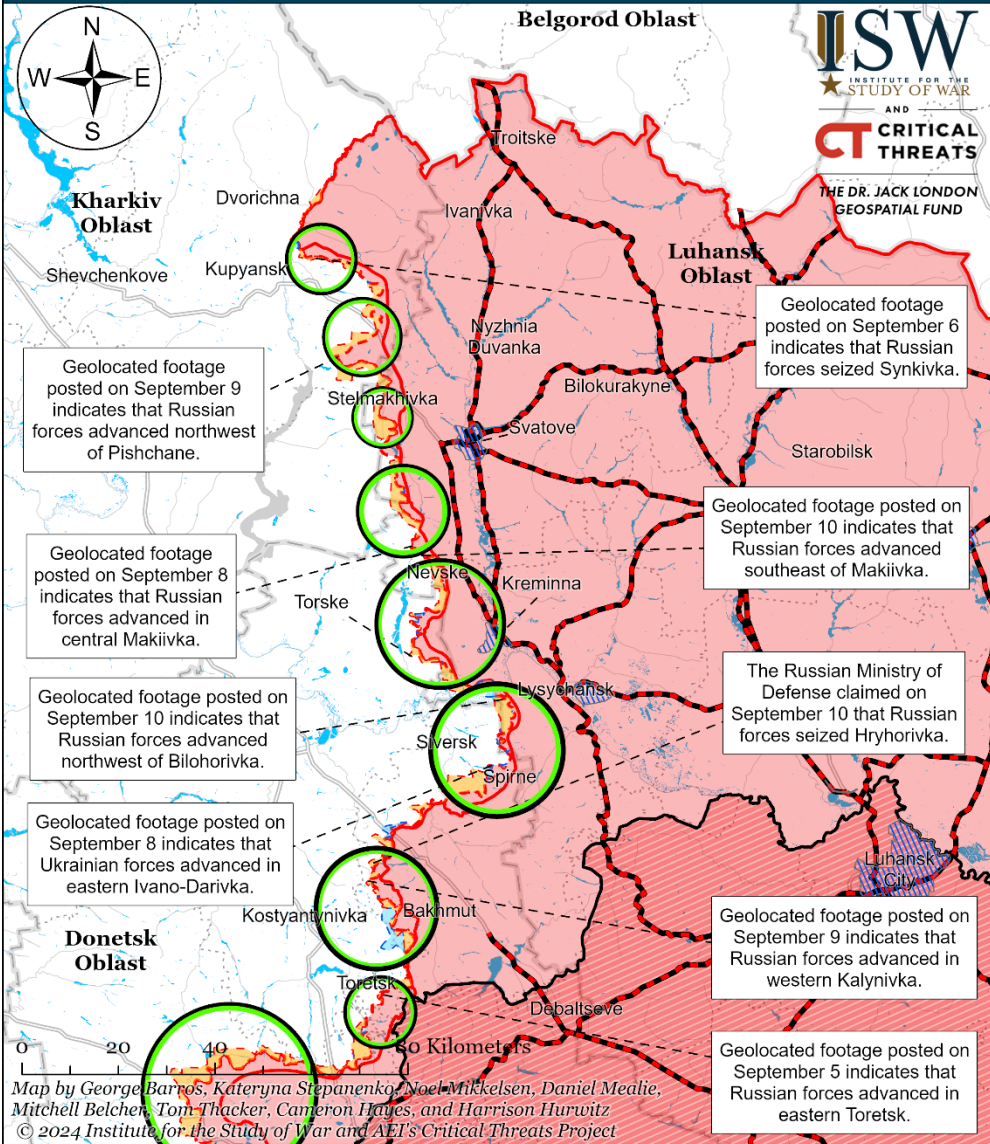 Belgorod Oblast
N
W
E
S
ISW
INSTITUTE FOR THE
STUDY OF WAR
AND
CT CRITICAL
THREATS
THE DR. JACK LONDON
GEOSPATIAL FUND
Troitske
Dvorichna
Kharkiv
Oblast
Ivanivka
Shevchenkove
Kupyansk
Luhansk
Oblast
Geolocated footage
posted on September 6
indicates that Russian
forces seized Synkivka.
Nyzhnia
Duvanka
Geolocated footage
posted on September 9
indicates that Russian
forces advanced northwest
of Pishchane.
Stelmakhivka
Bilokurakyne
Svatove
Starobilsk
Geolocated footage posted on
September 10 indicates that
Russian forces advanced
southeast of Makiivka.
Geolocated footage
posted on September 8
indicates that Russian
forces advanced in
central Makiivka.
Nevske
Kreminna
Torske
The Russian Ministry of
Defense claimed on
September 10 that Russian
forces seized Hryhorivka.
Geolocated footage posted on
September 10 indicates that
Russian forces advanced
northwest of Bilohorivka.
Lysychansk
Siversk
Spirne
Geolocated footage posted on
September 8 indicates that
Ukrainian forces advanced in
eastern Ivano-Darivka.
Luhansk
City
Kostyantynivka
Bakhmut
Geolocated footage posted on
September 9 indicates that
Russian forces advanced in
western Kalynivka.
Donetsk
Oblast
Toretsk
Debaltseve
Geolocated footage posted on
September 5 indicates that
Russian forces advanced in
eastern Toretsk.
0 20 40 80 Kilometers
Map by George Barros, Kateryna Stepanenko, Noel Mikkelsen, Daniel Mealie,
Mitchell Belcher, Tom Thacker, Cameron Hayes, and Harrison Hurwitz
© 2024 Institute for the Study of War and AEI's Critical Threats Project